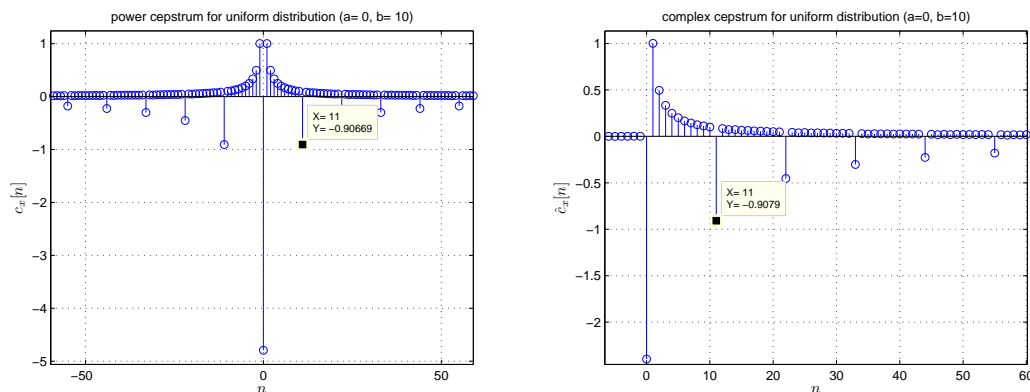 power cepstrum for uniform distribution (a= 0, b= 10)
1
0
−1
−2
−3
−4
−5
c_x[n]
X= 11
Y= −0.90669
−50
0
50
n
complex cepstrum for uniform distribution (a=0, b=10)
1
0.5
0
−0.5
−1
−1.5
−2
ĉ_x[n]
X= 11
Y= −0.9079
0
10
20
30
40
50
60
n